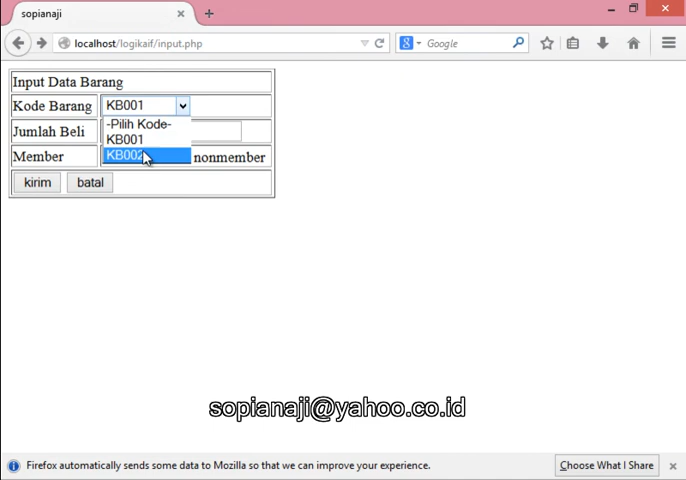 sopianaji
localhost/logikaif/input.php
Google
Input Data Barang
Kode Barang KB001
-Pilih Kode-
KB001
KB002
Jumlah Beli
Member nonmember
kirim batal
sopianaji@yahoo.co.id
Firefox automatically sends some data to Mozilla so that we can improve your experience. Choose What I Share